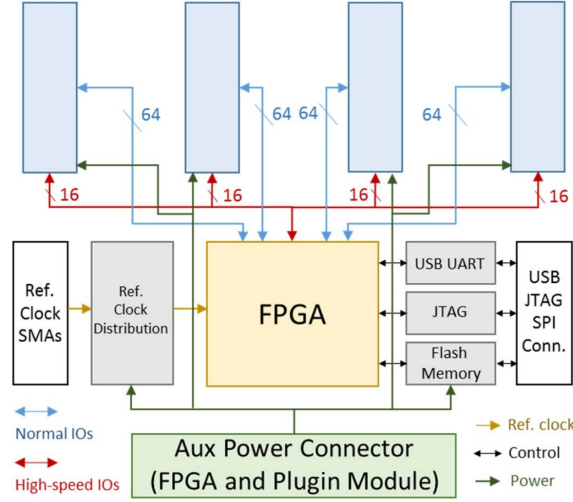 64
64
64
64
16
16
16
16
Ref.
Clock
SMAs
Ref.
Clock
Distribution
FPGA
USB UART
JTAG
Flash
Memory
USB
JTAG
SPI
Conn.
Normal IOs
High-speed IOs
Aux Power Connector
(FPGA and Plugin Module)
Ref. clock
Control
Power